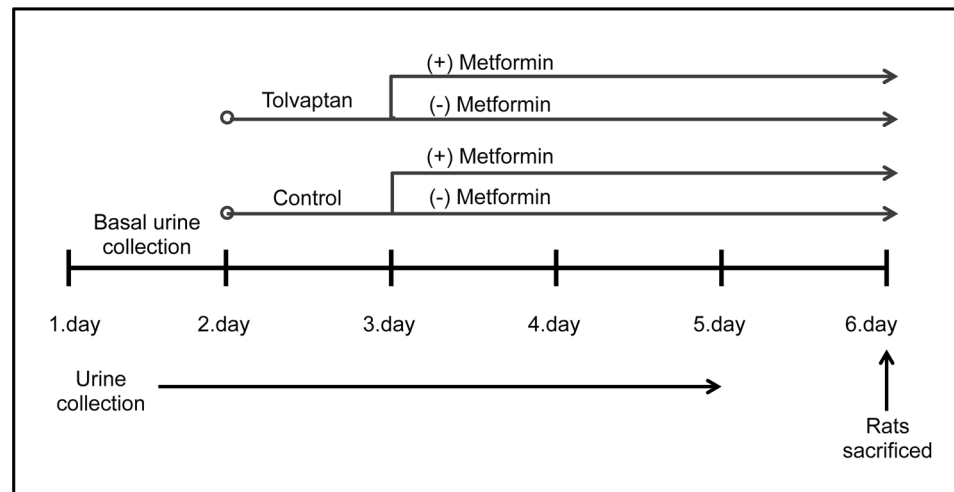 (+) Metformin
Tolvaptan
(-) Metformin
(+) Metformin
Control
(-) Metformin
Basal urine
collection
1.day 2.day 3.day 4.day 5.day 6.day
Urine
collection
Rats
sacrificed